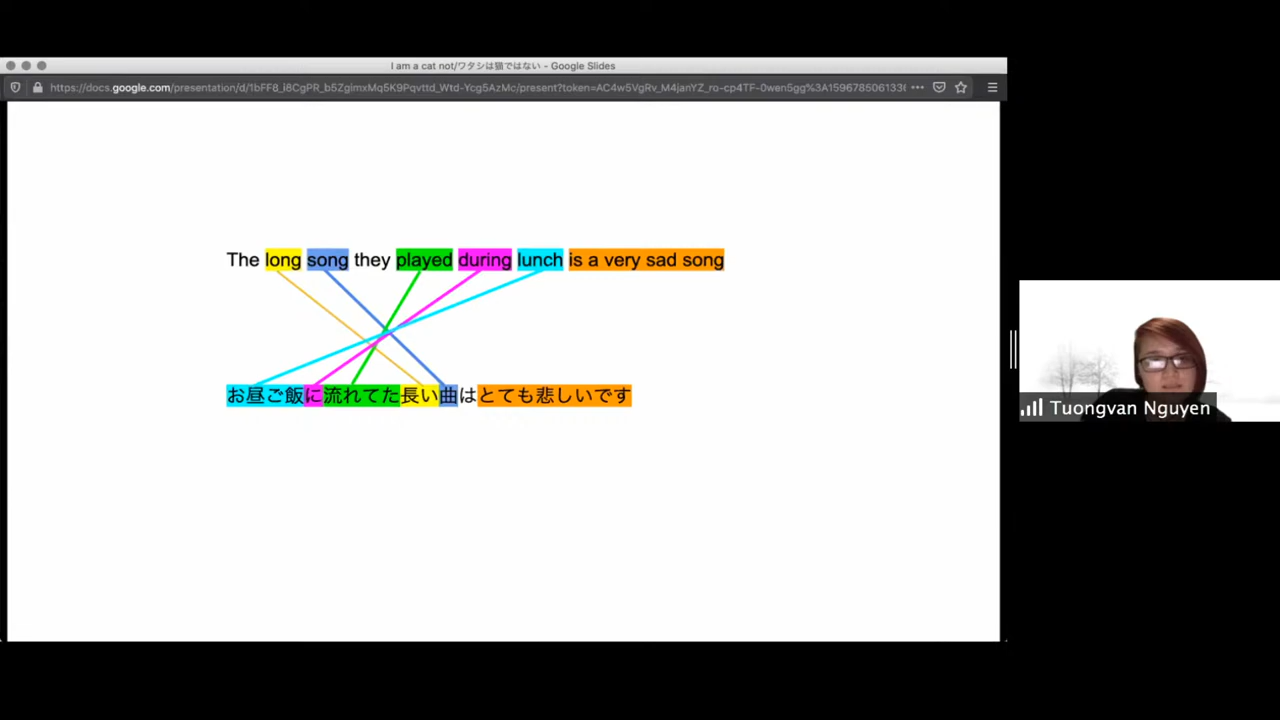 I am a cat not/ワタシは猫ではない - Google Slides
The long song they played during lunch is a very sad song
お昼ご飯に流れてた長い曲はとても悲しいです
Tuongvan Nguyen